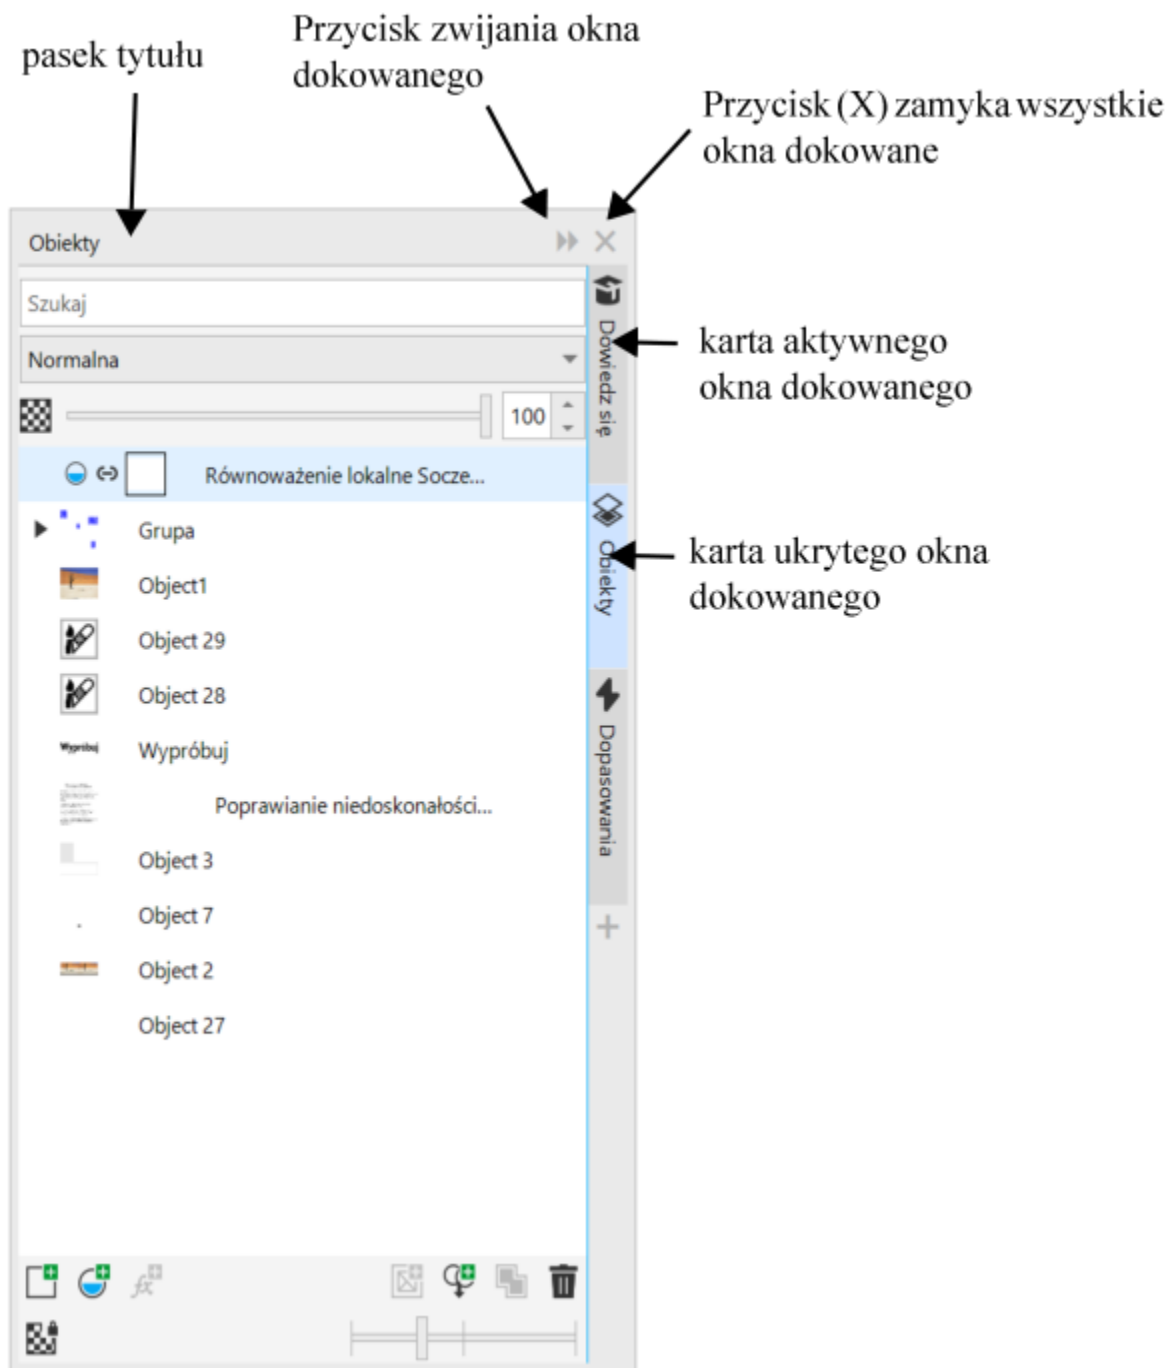 pasek tytułu
Przycisk zwijania okna
dokowanego
Przycisk (X) zamyka wszystkie
okna dokowane
Obiekty
Szukaj
Normalna
100
Równoważenie lokalne Socze...
Grupa
Object1
Object 29
Object 28
Wypróbuj
Wypróbuj
Poprawianie niedoskonałości...
Object 3
Object 7
Object 2
Object 27
fx
Dowiedz się
Obiekty
Dopasowania
karta aktywnego
okna dokowanego
karta ukrytego okna
dokowanego